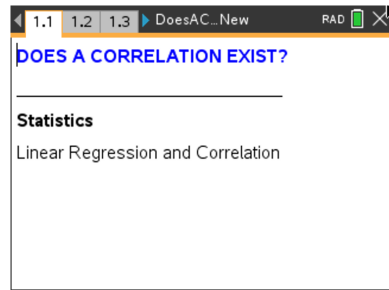 1.1 1.2 1.3 DoesAC...New RAD
DOES A CORRELATION EXIST?
Statistics
Linear Regression and Correlation